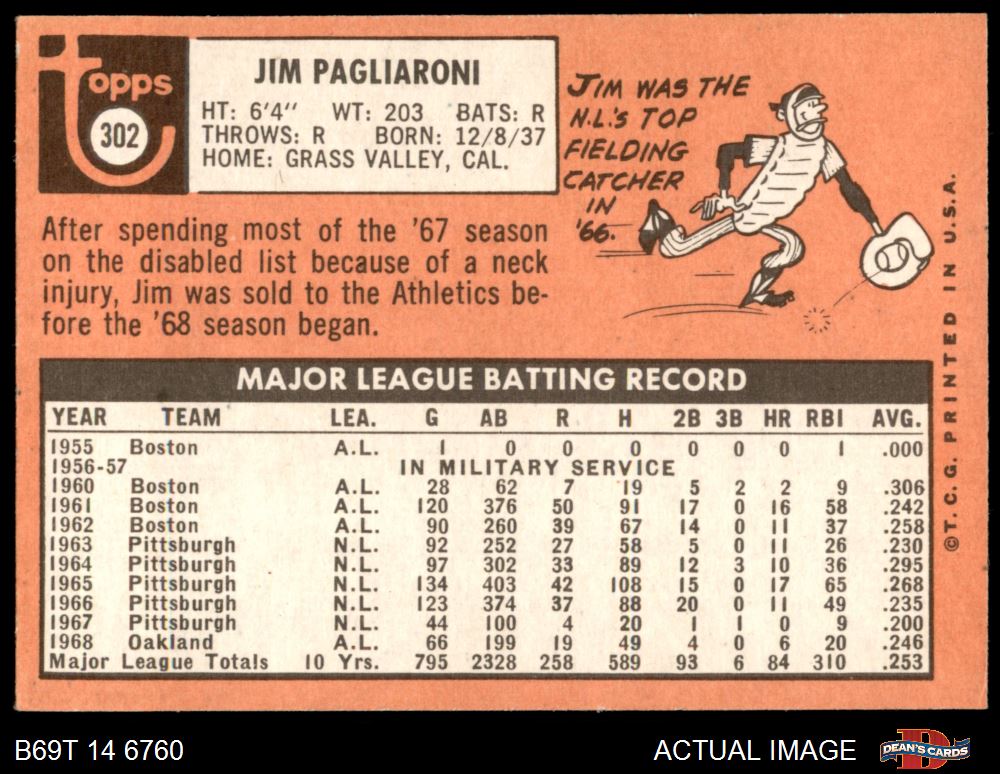 Topps
302
JIM PAGLIARONI
HT: 6'4" WT: 203 BATS: R
THROWS: R BORN: 12/8/37
HOME: GRASS VALLEY, CAL.
JIM WAS THE
N.L.'S TOP
FIELDING
CATCHER
IN
'66.
After spending most of the '67 season
on the disabled list because of a neck
injury, Jim was sold to the Athletics be-
fore the '68 season began.
MAJOR LEAGUE BATTING RECORD
YEAR TEAM LEA. G AB R H 2B 3B HR RBI AVG.
1955 Boston A.L. 1 0 0 0 0 0 0 1 .000
1956-57 IN MILITARY SERVICE
1960 Boston A.L. 28 62 7 19 5 2 2 9 .306
1961 Boston A.L. 120 376 50 91 17 0 16 58 .242
1962 Boston A.L. 90 260 39 67 14 0 11 37 .258
1963 Pittsburgh N.L. 92 252 27 58 5 0 11 26 .230
1964 Pittsburgh N.L. 97 302 33 89 12 3 10 36 .295
1965 Pittsburgh N.L. 134 403 42 108 15 0 17 65 .268
1966 Pittsburgh N.L. 123 374 37 88 20 0 11 49 .235
1967 Pittsburgh N.L. 44 100 4 20 1 1 0 9 .200
1968 Oakland A.L. 66 199 19 49 4 0 6 20 .246
Major League Totals 10 Yrs. 795 2328 258 589 93 6 84 310 .253
©T.C.G. PRINTED IN U.S.A.
B69T 14 6760
ACTUAL IMAGE
DEAN'S CARDS